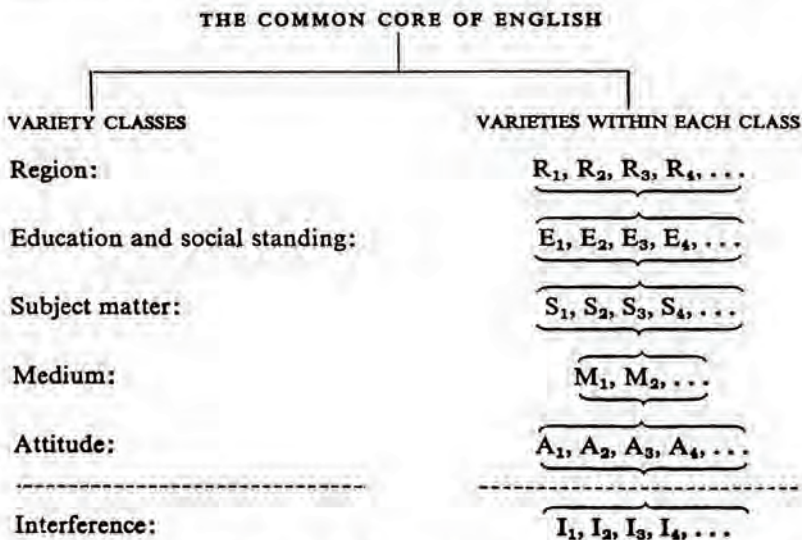 THE COMMON CORE OF ENGLISH
VARIETY CLASSES VARIETIES WITHIN EACH CLASS
Region: R₁, R₂, R₃, R₄, ...
Education and social standing: E₁, E₂, E₃, E₄, ...
Subject matter: S₁, S₂, S₃, S₄, ...
Medium: M₁, M₂, ...
Attitude: A₁, A₂, A₃, A₄, ...
Interference: I₁, I₂, I₃, I₄, ...